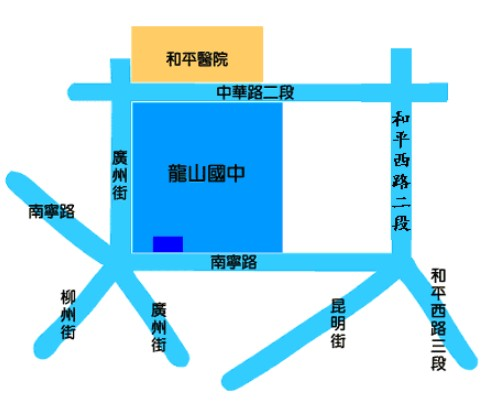 和平醫院
中華路二段
和平西路二段
廣州街
龍山國中
南寧路
南寧路
柳州街
廣州街
昆明街
和平西路三段